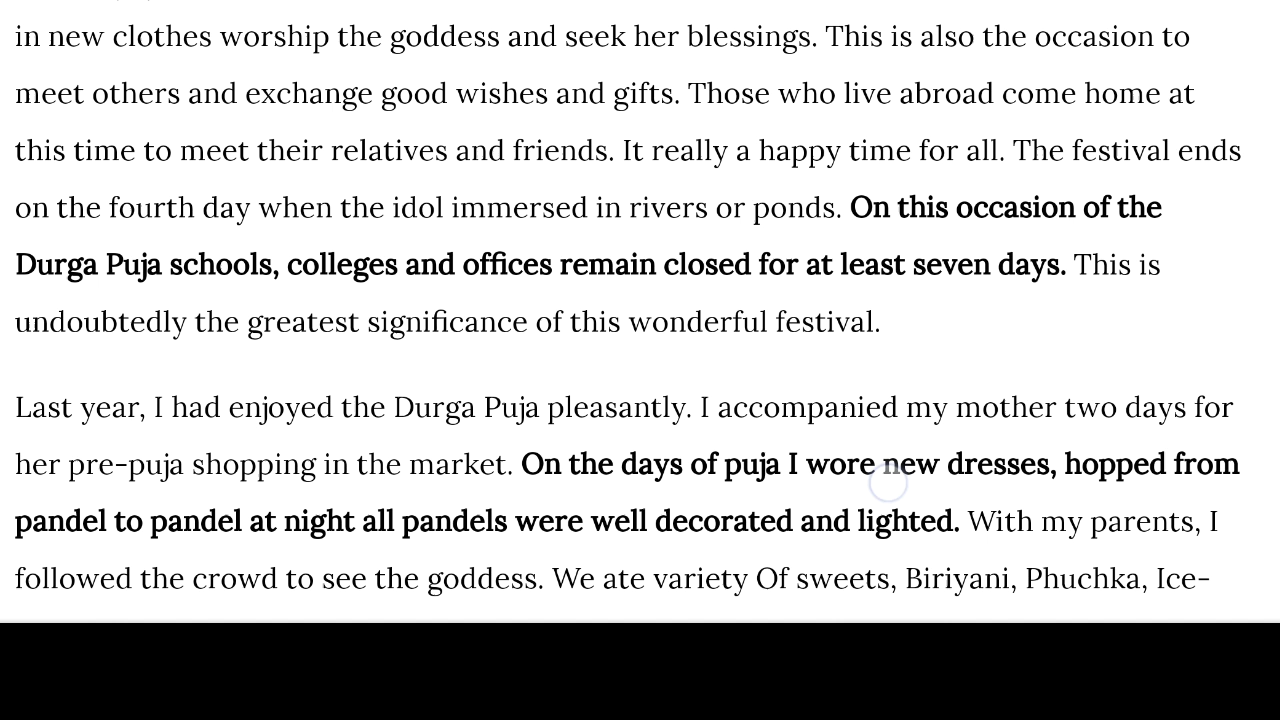 in new clothes worship the goddess and seek her blessings. This is also the occasion to
meet others and exchange good wishes and gifts. Those who live abroad come home at
this time to meet their relatives and friends. It really a happy time for all. The festival ends
on the fourth day when the idol immersed in rivers or ponds. On this occasion of the
Durga Puja schools, colleges and offices remain closed for at least seven days. This is
undoubtedly the greatest significance of this wonderful festival.
Last year, I had enjoyed the Durga Puja pleasantly. I accompanied my mother two days for
her pre-puja shopping in the market. On the days of puja I wore new dresses, hopped from
pandel to pandel at night all pandels were well decorated and lighted. With my parents, I
followed the crowd to see the goddess. We ate variety Of sweets, Biriyani, Phuchka, Ice-